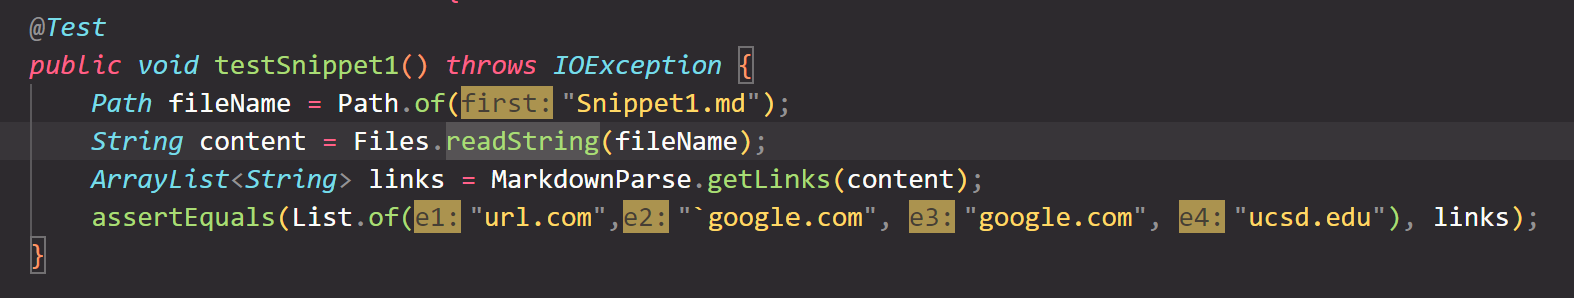 @Test
public void testSnippet1() throws IOException {
Path fileName = Path.of(first: "Snippet1.md");
String content = Files.readString(fileName);
ArrayList<String> links = MarkdownParse.getLinks(content);
assertEquals(List.of(e1: "url.com",e2: "`google.com", e3: "google.com", e4: "ucsd.edu"), links);
}